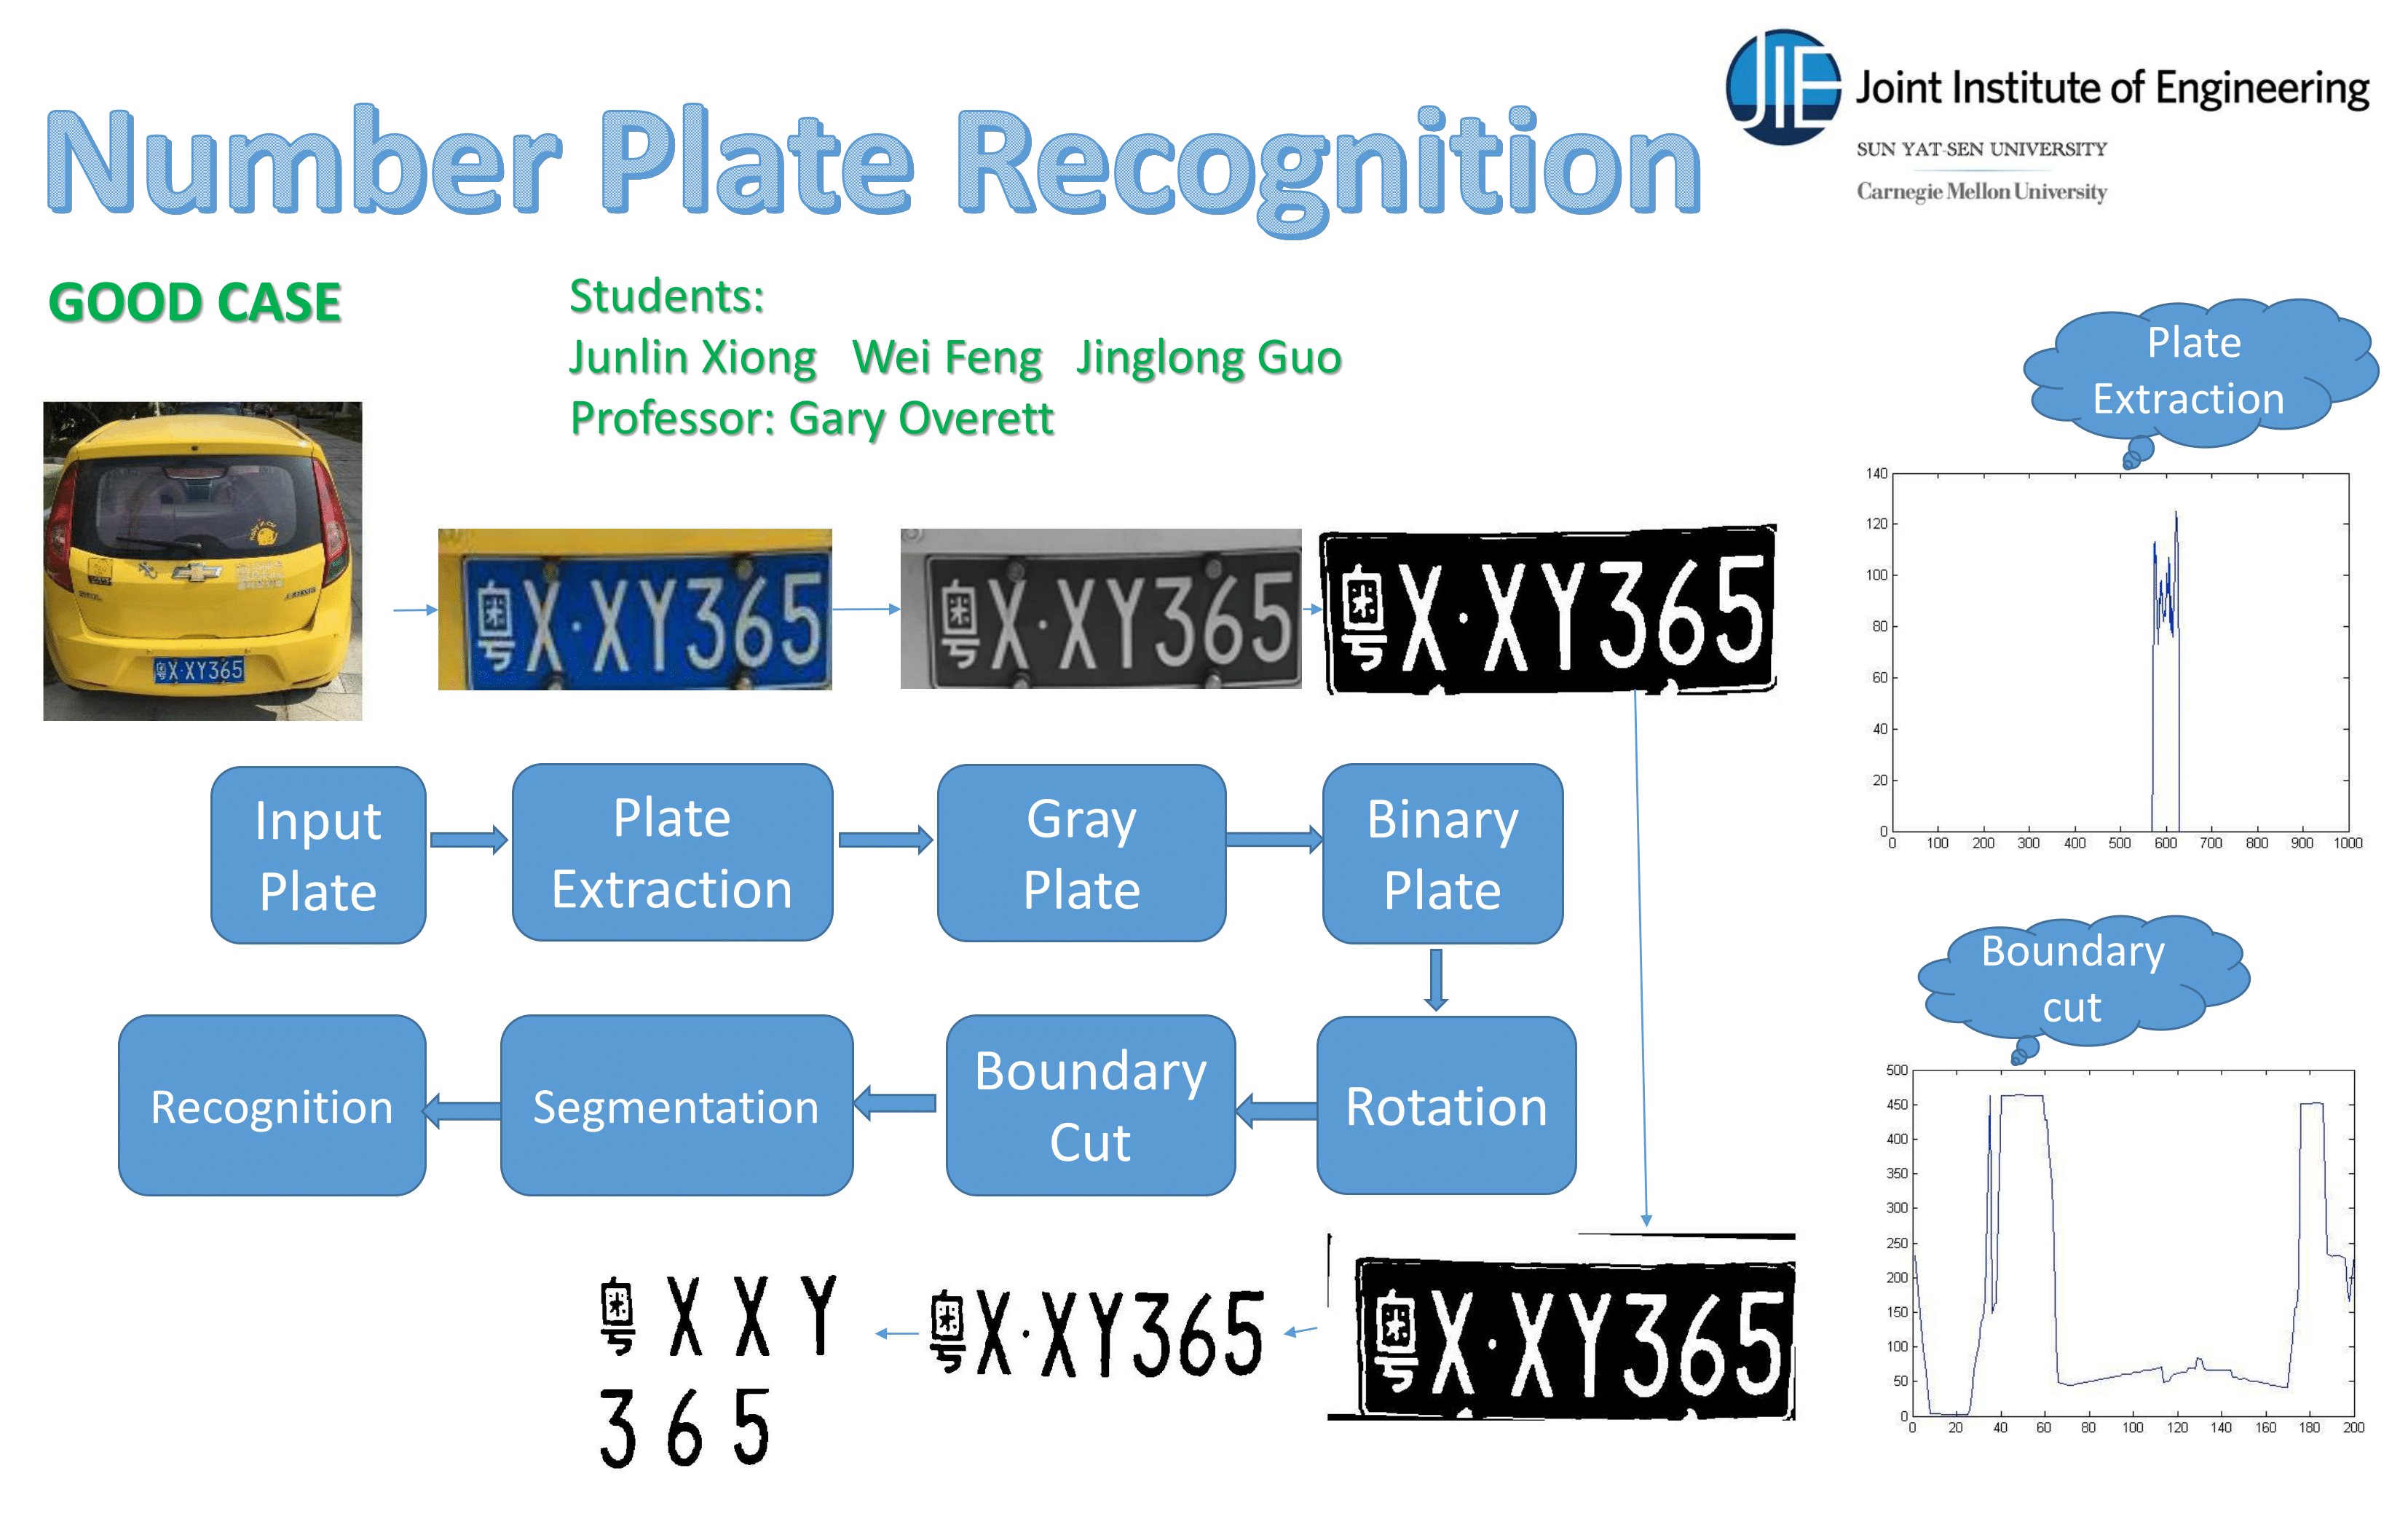 Number Plate Recognition
JIE Joint Institute of Engineering
SUN YAT-SEN UNIVERSITY
Carnegie Mellon University
GOOD CASE
Students:
Junlin Xiong Wei Feng Jinglong Guo
Professor: Gary Overett
baby in car
粤X·XY365
粤X·XY365
粤X·XY365
粤X·XY365
Input
Plate
Plate
Extraction
Gray
Plate
Binary
Plate
Rotation
Boundary
Cut
Segmentation
Recognition
粤X·XY365
粤X·XY365
粤 X X Y
3 6 5
Plate
Extraction
140
120
100
80
60
40
20
0
0 100 200 300 400 500 600 700 800 900 1000
Boundary
cut
500
450
400
350
300
250
200
150
100
50
0
0 20 40 60 80 100 120 140 160 180 200